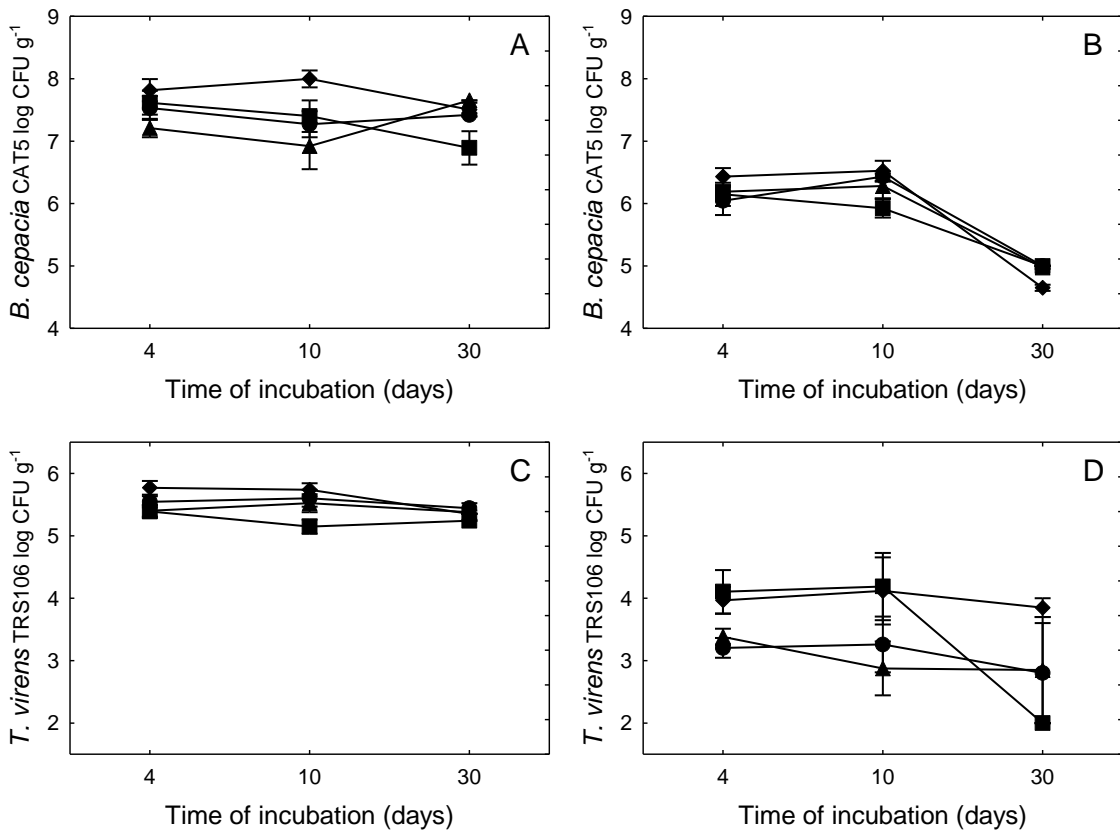 A
B. cepacia CAT5 log CFU g-1
9
8
7
6
5
4
4 10 30
Time of incubation (days)
B
B. cepacia CAT5 log CFU g-1
9
8
7
6
5
4
4 10 30
Time of incubation (days)
C
T. virens TRS106 log CFU g-1
6
5
4
3
2
4 10 30
Time of incubation (days)
D
T. virens TRS106 log CFU g-1
6
5
4
3
2
4 10 30
Time of incubation (days)